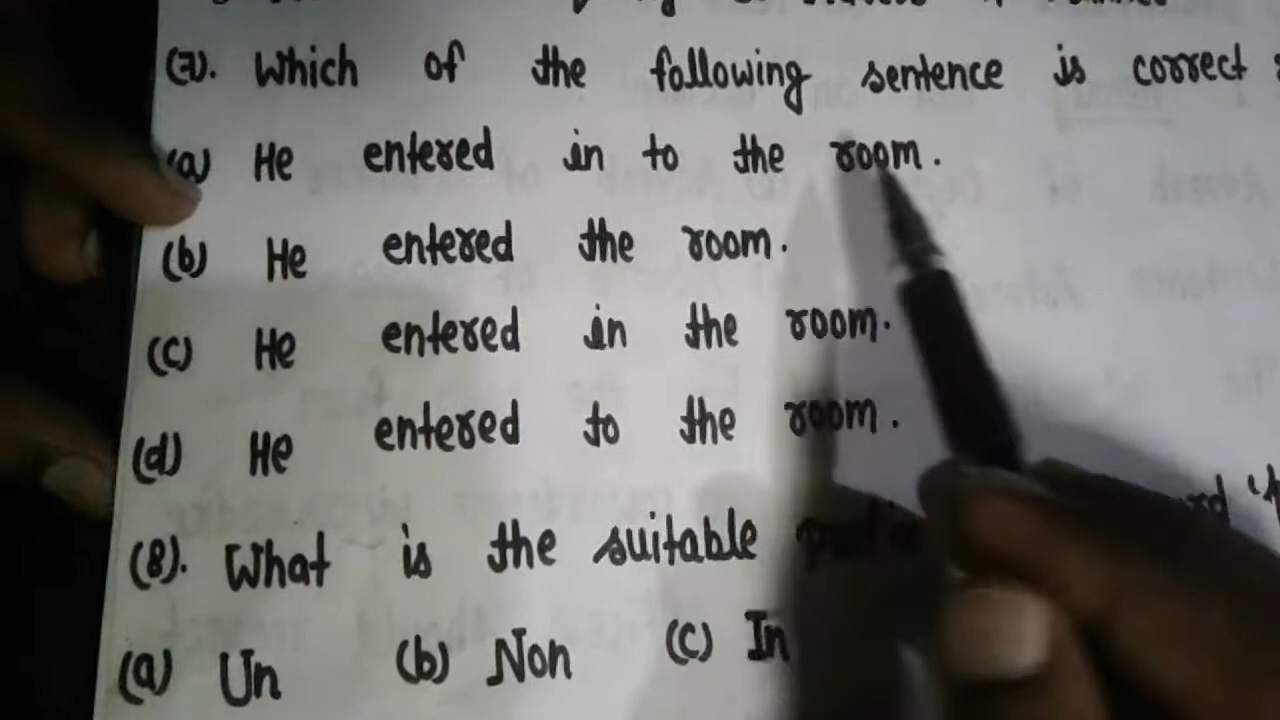 (7). Which of the following sentence is correct
(a) He entered in to the room.
(b) He entered the room.
(c) He entered in the room.
(d) He entered to the room.
(8). What is the suitable
(a) Un (b) Non (c) In